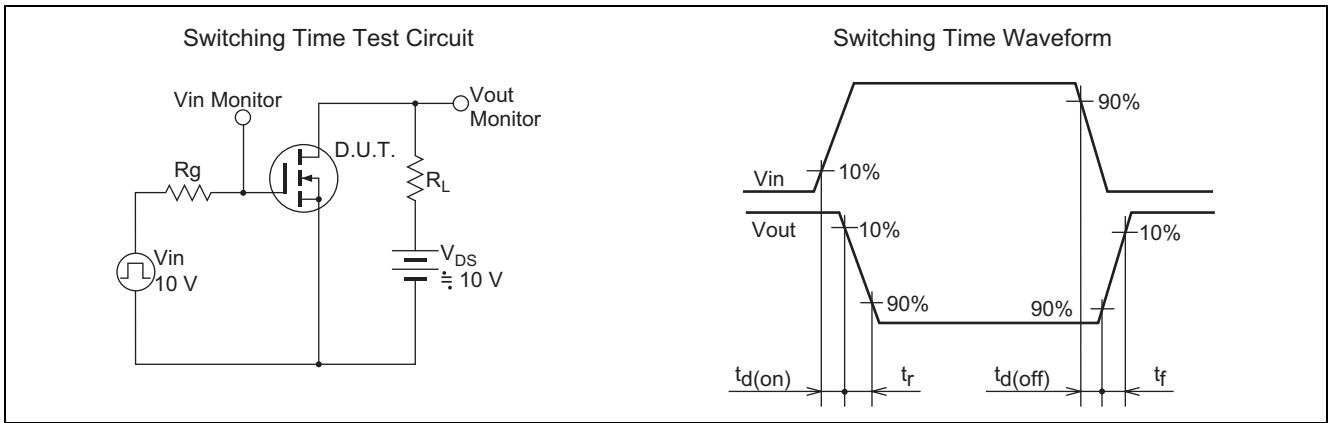 Switching Time Test Circuit
Vin Monitor
Vout
Monitor
D.U.T.
Rg
RL
Vin
10 V
VDS
≒ 10 V
Switching Time Waveform
Vin
10%
90%
Vout
10%
90%
90%
10%
td(on)
tr
td(off)
tf